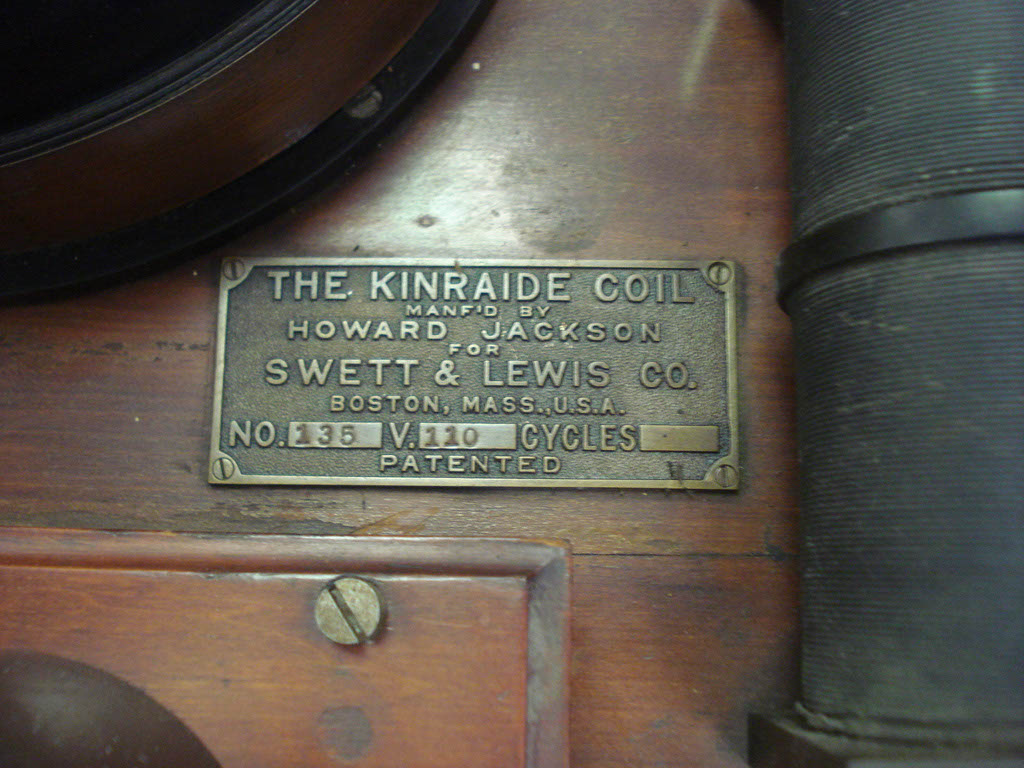 THE KINRAIDE COIL
MANF'D BY
HOWARD JACKSON
FOR
SWETT & LEWIS CO.
BOSTON, MASS., U.S.A.
NO. 135 V. 110 CYCLES
PATENTED